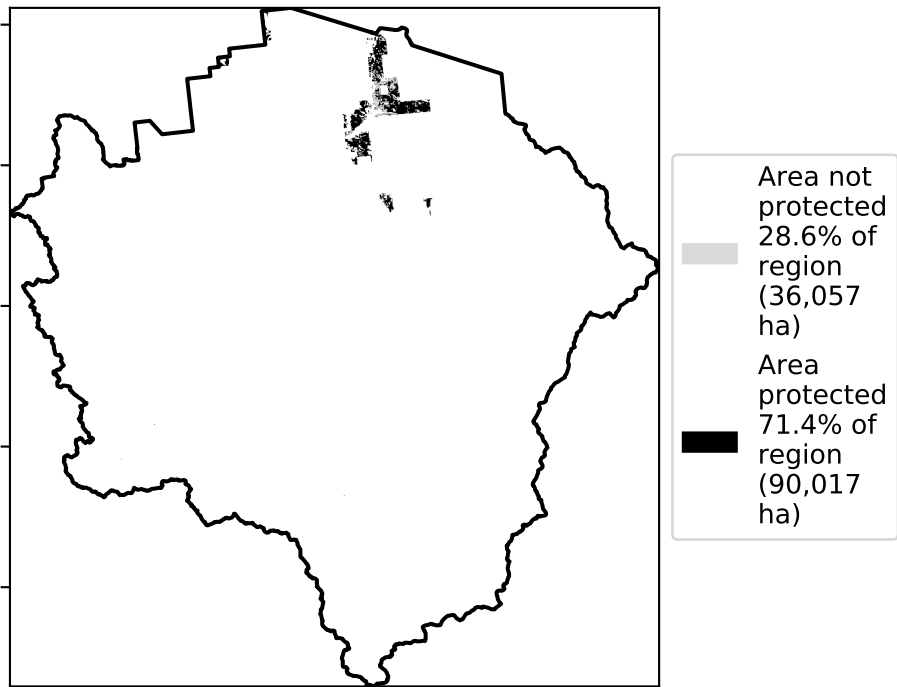 Area not
protected
28.6% of
region
(36,057
ha)
Area
protected
71.4% of
region
(90,017
ha)